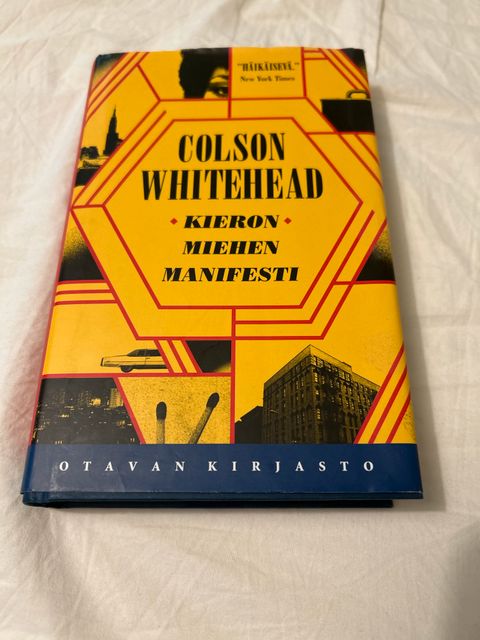 "HÄIKÄISEVÄ."
New York Times
COLSON
WHITEHEAD
KIERON
MIEHEN
MANIFESTI
OTAVAN KIRJASTO